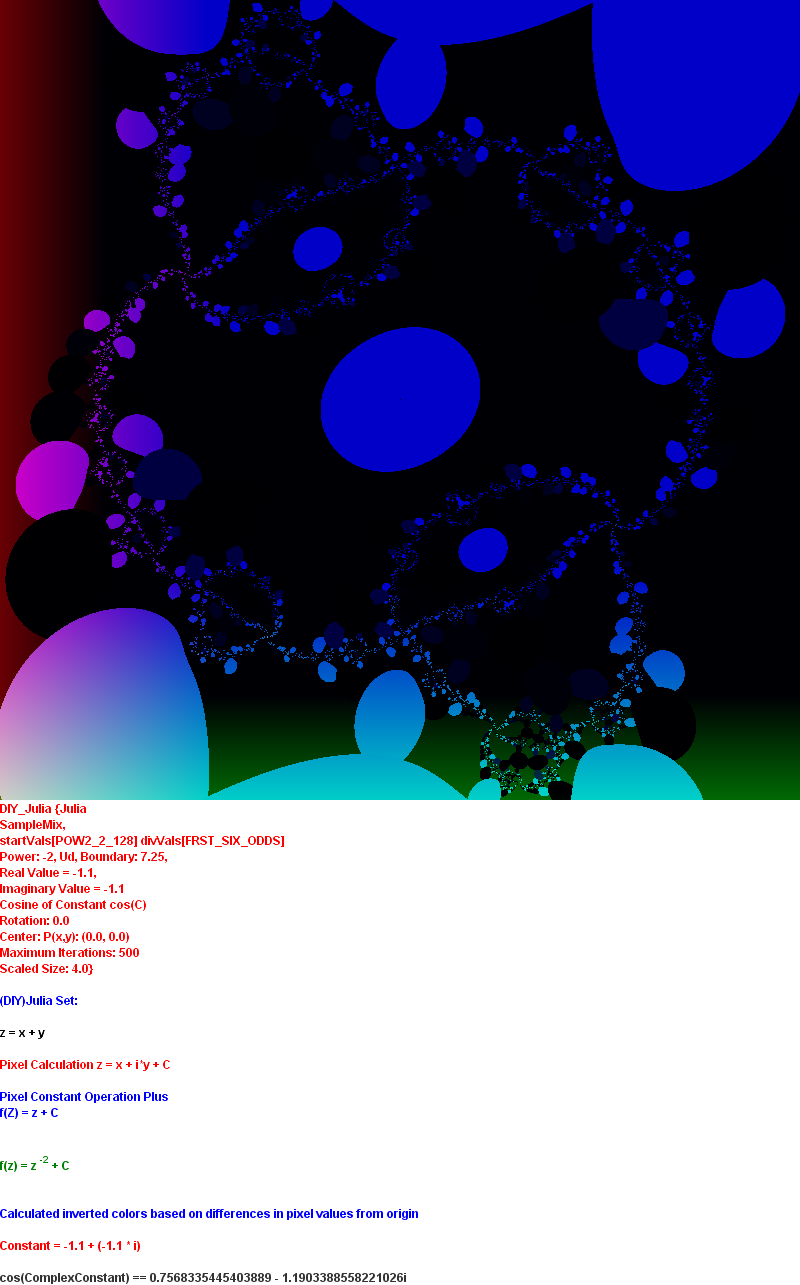 DIY_Julia {Julia
SampleMix,
startVals[POW2_2_128] divVals[FRST_SIX_ODDS]
Power: -2, Ud, Boundary: 7.25,
Real Value = -1.1,
Imaginary Value = -1.1
Cosine of Constant cos(C)
Rotation: 0.0
Center: P(x,y): (0.0, 0.0)
Maximum Iterations: 500
Scaled Size: 4.0}
(DIY)Julia Set:
z = x + y
Pixel Calculation z = x + i*y + C
Pixel Constant Operation Plus
f(Z) = z + C
f(z) = z -2 + C
Calculated inverted colors based on differences in pixel values from origin
Constant = -1.1 + (-1.1 * i)
cos(ComplexConstant) == 0.7568335445403889 - 1.1903388558221026i